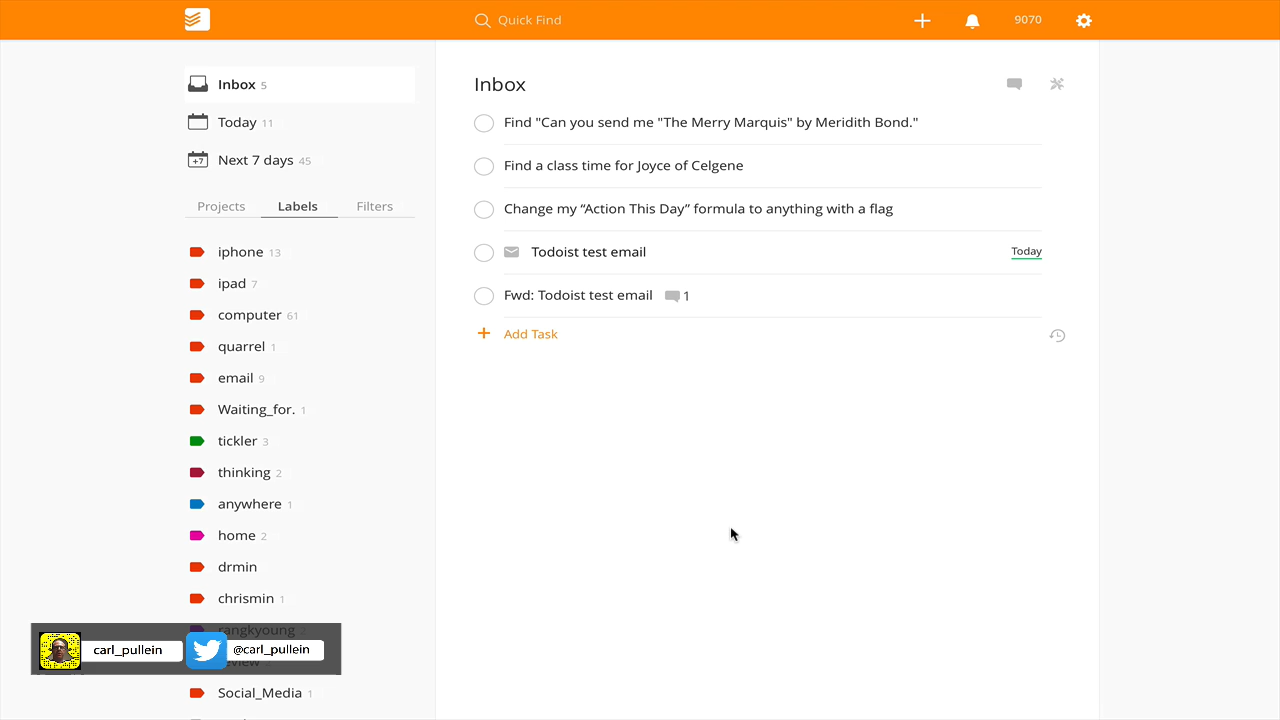 Quick Find
9070
Inbox 5
Today 11
+7 Next 7 days 45
Projects Labels Filters
iphone 13
ipad 7
computer 61
quarrel 1
email 9
Waiting_for. 1
tickler 3
thinking 2
anywhere 1
home 2
drmin
chrismin 1
rangkyoung
carl_pullein @carl_pullein
Social_Media 1
Inbox
Find "Can you send me "The Merry Marquis" by Meridith Bond."
Find a class time for Joyce of Celgene
Change my “Action This Day” formula to anything with a flag
Todoist test email Today
Fwd: Todoist test email 1
+ Add Task